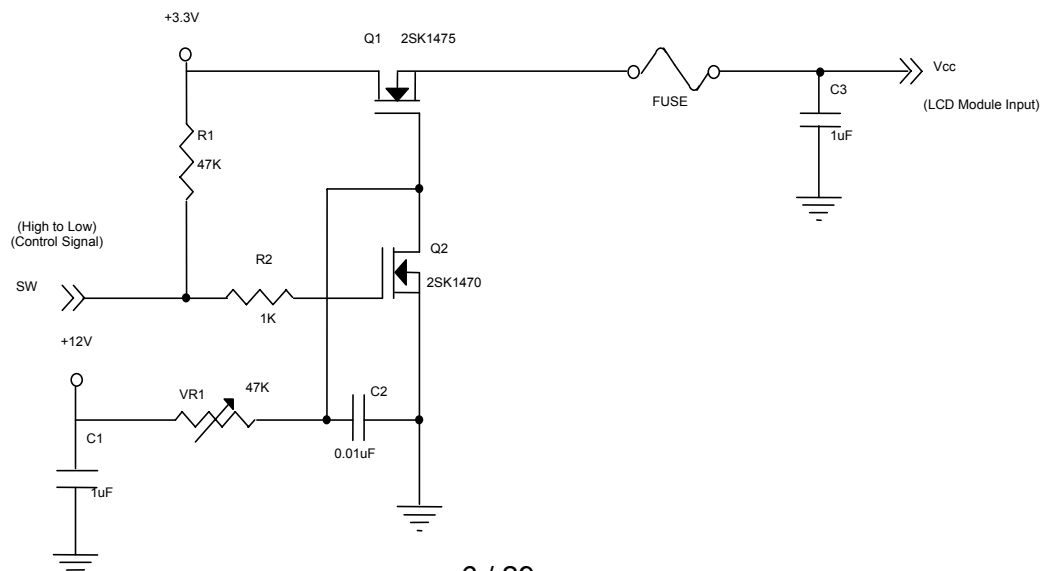 +3.3V
Q1 2SK1475
Vcc
FUSE
C3
(LCD Module Input)
R1
1uF
47K
(High to Low)
(Control Signal)
Q2
R2
SW
2SK1470
1K
+12V
VR1
47K
C2
C1
0.01uF
1uF